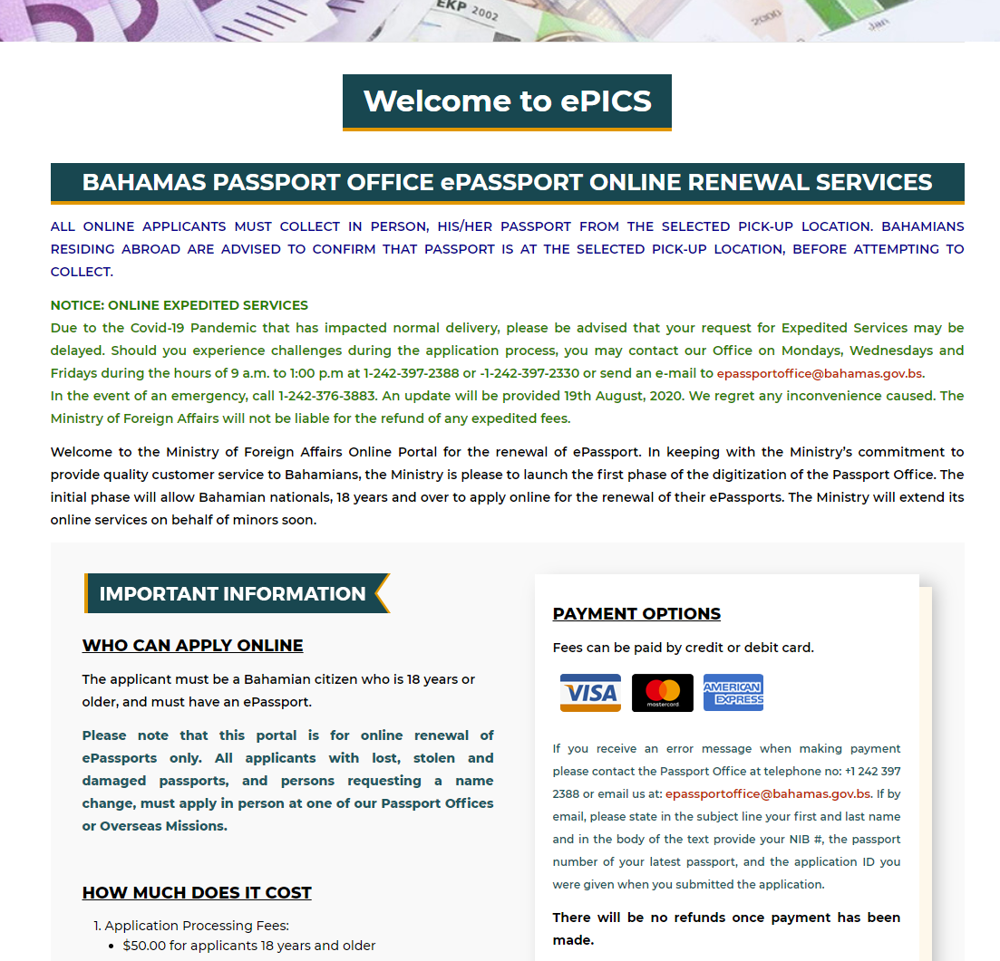 EKP 2002
2000
Jan
Welcome to ePICS
BAHAMAS PASSPORT OFFICE ePASSPORT ONLINE RENEWAL SERVICES
ALL ONLINE APPLICANTS MUST COLLECT IN PERSON, HIS/HER PASSPORT FROM THE SELECTED PICK-UP LOCATION. BAHAMIANS
RESIDING ABROAD ARE ADVISED TO CONFIRM THAT PASSPORT IS AT THE SELECTED PICK-UP LOCATION, BEFORE ATTEMPTING TO
COLLECT.
NOTICE: ONLINE EXPEDITED SERVICES
Due to the Covid-19 Pandemic that has impacted normal delivery, please be advised that your request for Expedited Services may be
delayed. Should you experience challenges during the application process, you may contact our Office on Mondays, Wednesdays and
Fridays during the hours of 9 a.m. to 1:00 p.m at 1-242-397-2388 or -1-242-397-2330 or send an e-mail to epassportoffice@bahamas.gov.bs.
In the event of an emergency, call 1-242-376-3883. An update will be provided 19th August, 2020. We regret any inconvenience caused. The
Ministry of Foreign Affairs will not be liable for the refund of any expedited fees.
Welcome to the Ministry of Foreign Affairs Online Portal for the renewal of ePassport. In keeping with the Ministry’s commitment to
provide quality customer service to Bahamians, the Ministry is please to launch the first phase of the digitization of the Passport Office. The
initial phase will allow Bahamian nationals, 18 years and over to apply online for the renewal of their ePassports. The Ministry will extend its
online services on behalf of minors soon.
IMPORTANT INFORMATION
WHO CAN APPLY ONLINE
The applicant must be a Bahamian citizen who is 18 years or
older, and must have an ePassport.
Please note that this portal is for online renewal of
ePassports only. All applicants with lost, stolen and
damaged passports, and persons requesting a name
change, must apply in person at one of our Passport Offices
or Overseas Missions.
HOW MUCH DOES IT COST
1. Application Processing Fees:
• $50.00 for applicants 18 years and older
PAYMENT OPTIONS
Fees can be paid by credit or debit card.
VISA
mastercard
AMERICAN
EXPRESS
If you receive an error message when making payment
please contact the Passport Office at telephone no: +1 242 397
2388 or email us at: epassportoffice@bahamas.gov.bs. If by
email, please state in the subject line your first and last name
and in the body of the text provide your NIB #, the passport
number of your latest passport, and the application ID you
were given when you submitted the application.
There will be no refunds once payment has been
made.